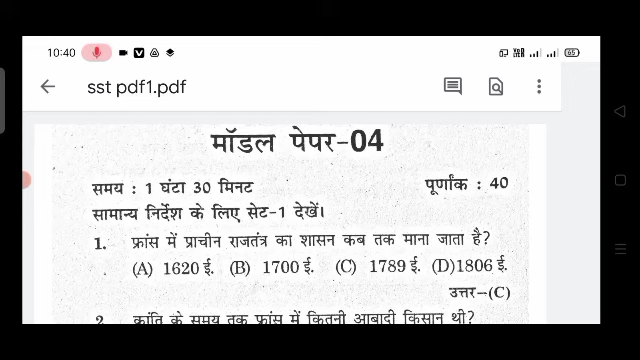 10:40
65
sst pdf1.pdf
मॉडल पेपर-04
समय : 1 घंटा 30 मिनट
पूर्णांक : 40
सामान्य निर्देश के लिए सेट-1 देखें।
1. फ्रांस में प्राचीन राजतंत्र का शासन कब तक माना जाता है?
(A) 1620 ई. (B) 1700 ई. (C) 1789 ई. (D) 1806 ई.
उत्तर–(C)
2. क्रांति के समय तक फ्रांस में कितनी आबादी किसान थी?